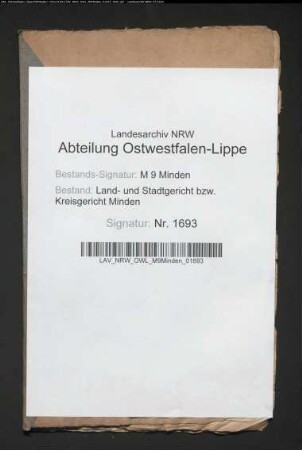 Landesarchiv NRW
Abteilung Ostwestfalen-Lippe
Bestands-Signatur: M 9 Minden
Bestand: Land- und Stadtgericht bzw.
Kreisgericht Minden
Signatur: Nr. 1693
LAV_NRW_OWL_M9Minden_01693